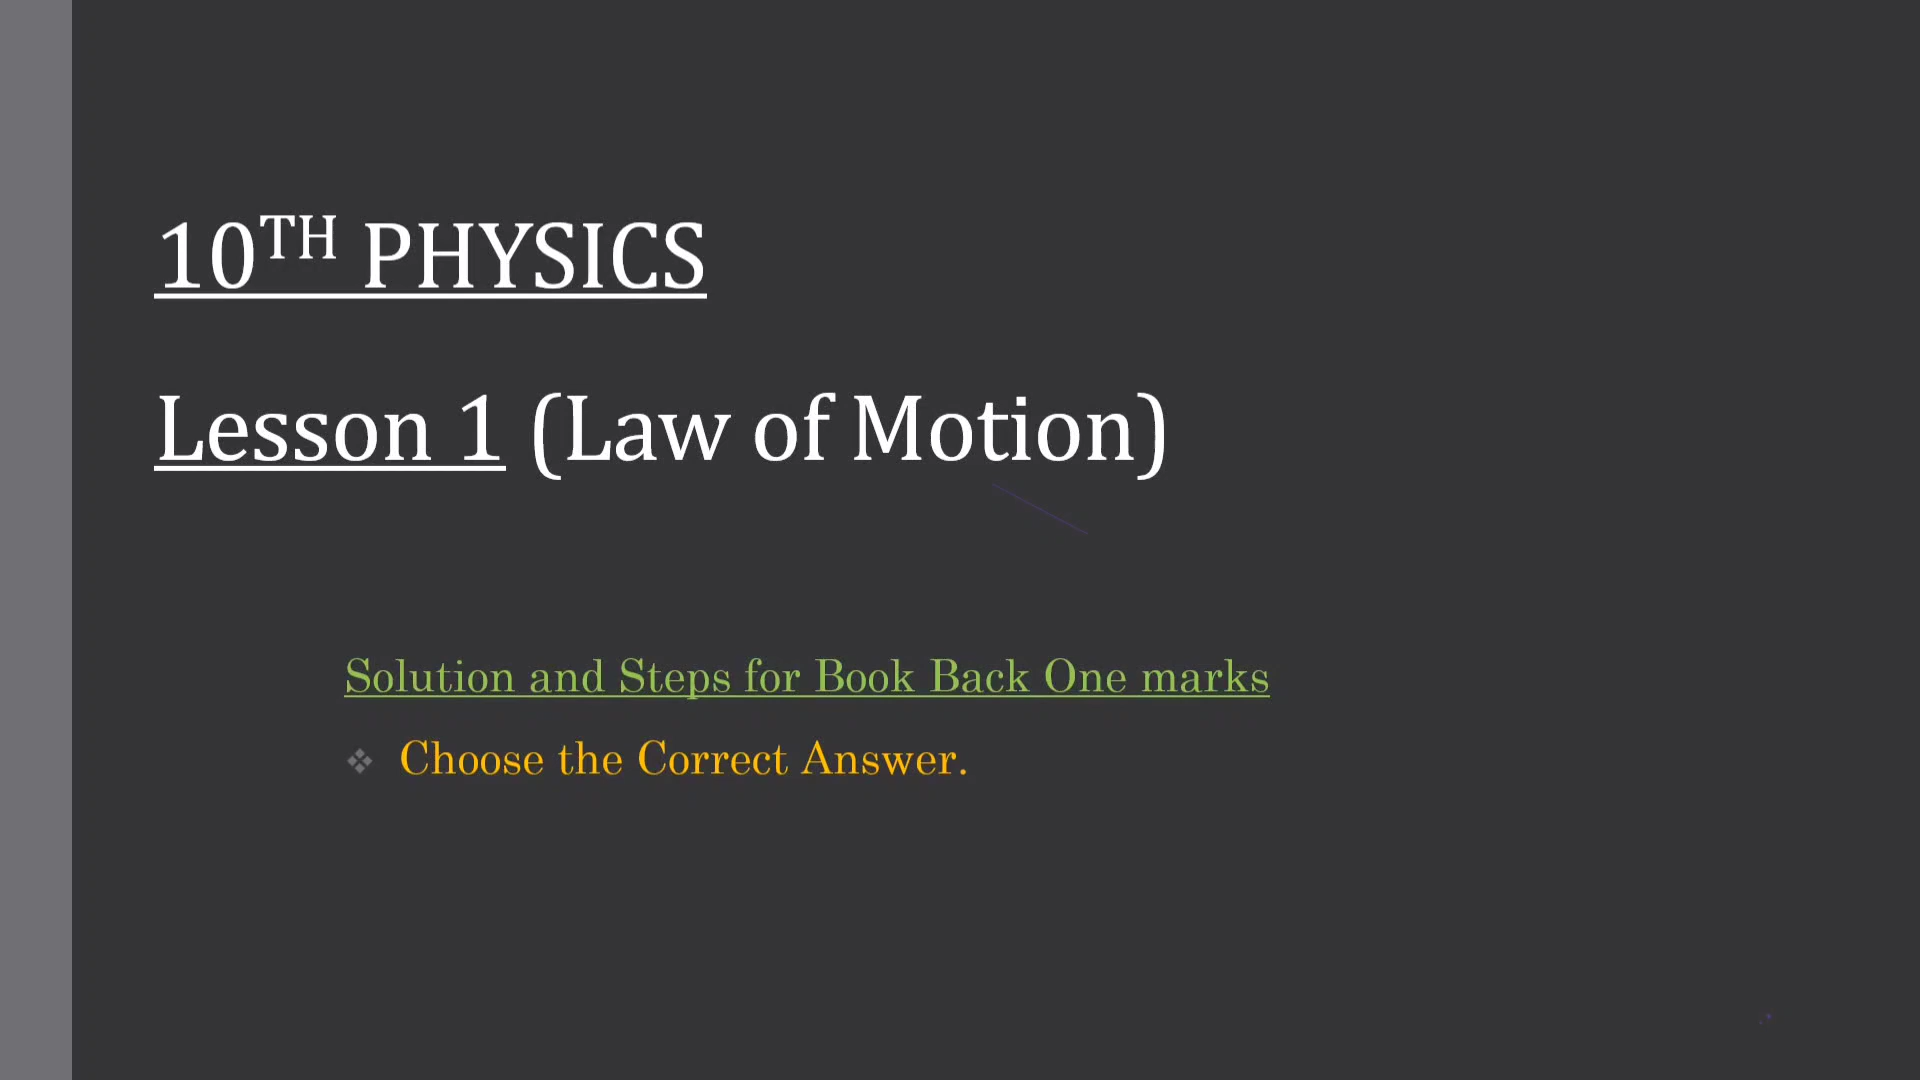 10TH PHYSICS
Lesson 1 (Law of Motion)
Solution and Steps for Book Back One marks
❖ Choose the Correct Answer.